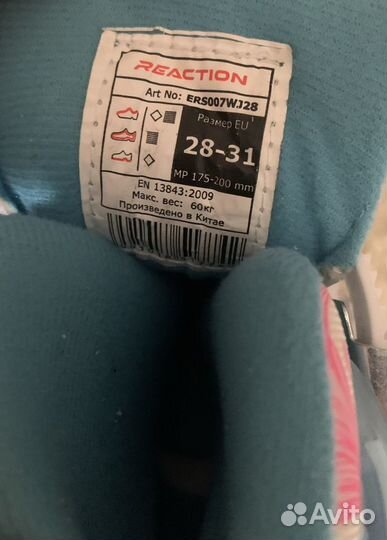 REACTION
Art No: ERS007WJ28
Размер EU
28-31
MP 175-200 mm
EN 13843:2009
Макс. вес: 60кг
Произведено в Китае
Avito